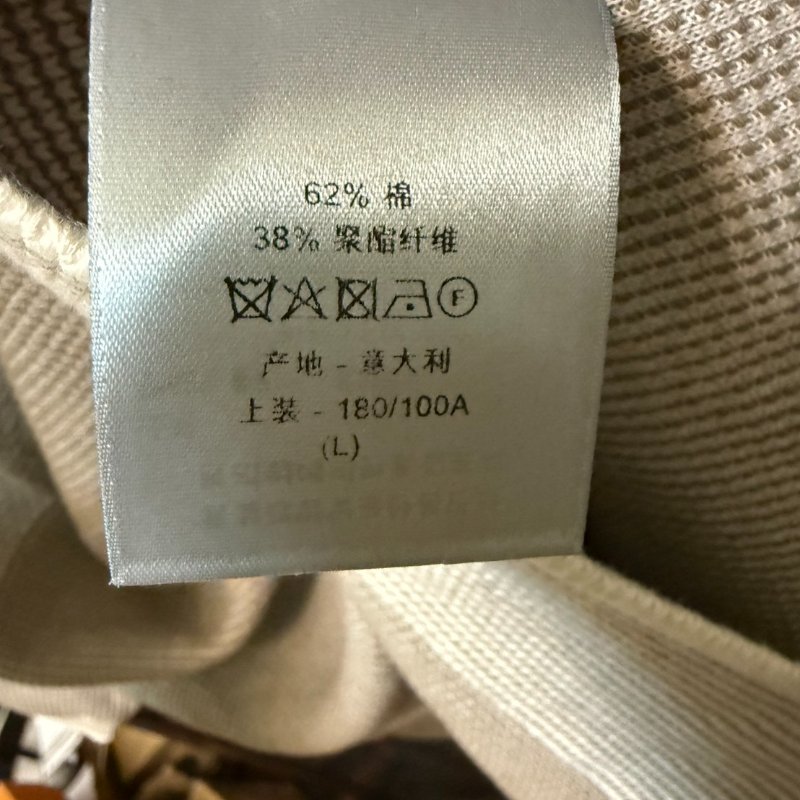 62% 棉
38% 聚酯纤维
F
产地 - 意大利
上装 - 180/100A
(L)